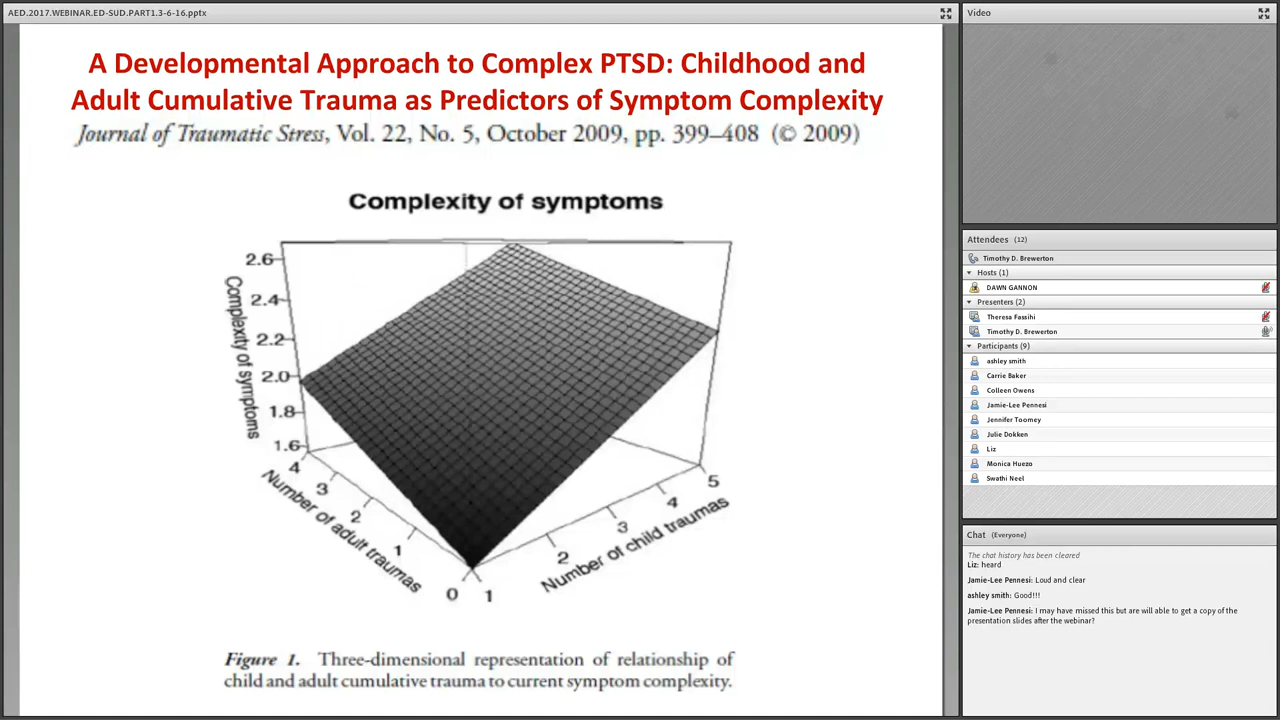 AED.2017.WEBINAR.ED-SUD.PART1.3-6-16.pptx
A Developmental Approach to Complex PTSD: Childhood and
Adult Cumulative Trauma as Predictors of Symptom Complexity
Journal of Traumatic Stress, Vol. 22, No. 5, October 2009, pp. 399–408 (© 2009)
Complexity of symptoms
Complexity of symptoms
2.6
2.4
2.2
2.0
1.8
1.6
4
3
2
1
0
Number of adult traumas
1
2
3
4
5
Number of child traumas
Figure 1. Three-dimensional representation of relationship of
child and adult cumulative trauma to current symptom complexity.
Video
Attendees (12)
Timothy D. Brewerton
Hosts (1)
DAWN GANNON
Presenters (2)
Theresa Fassihi
Timothy D. Brewerton
Participants (9)
ashley smith
Carrie Baker
Colleen Owens
Jamie-Lee Pennesi
Jennifer Toomey
Julie Dokken
Liz
Monica Huezo
Swathi Neel
Chat (Everyone)
The chat history has been cleared
Liz: heard
Jamie-Lee Pennesi: Loud and clear
ashley smith: Good!!!
Jamie-Lee Pennesi: I may have missed this but are will able to get a copy of the
presentation slides after the webinar?